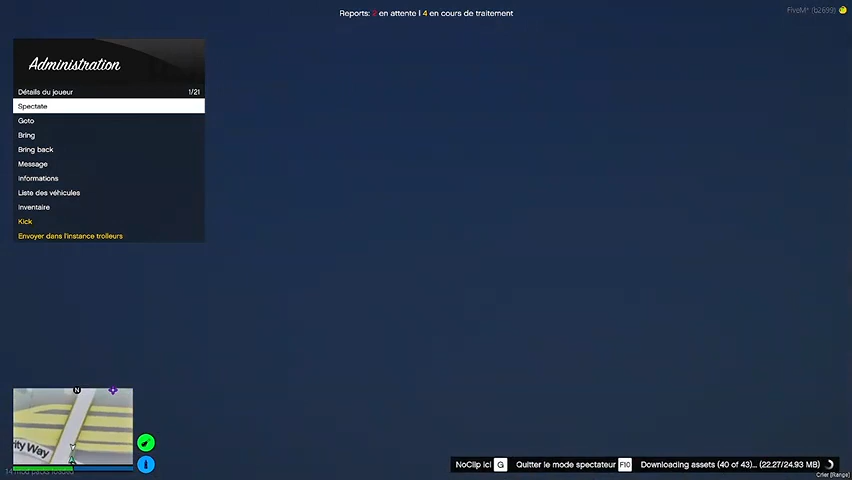 Reports: 2 en attente | 4 en cours de traitement
FiveM* (b2699)
Administration
Détails du joueur 1/21
Spectate
Goto
Bring
Bring back
Message
Informations
Liste des véhicules
Inventaire
Kick
Envoyer dans l'instance trolleurs
rity Way
NoClip ici G Quitter le mode spectateur F10 Downloading assets (40 of 43)... (22.27/24.93 MB)
Crier [Range]